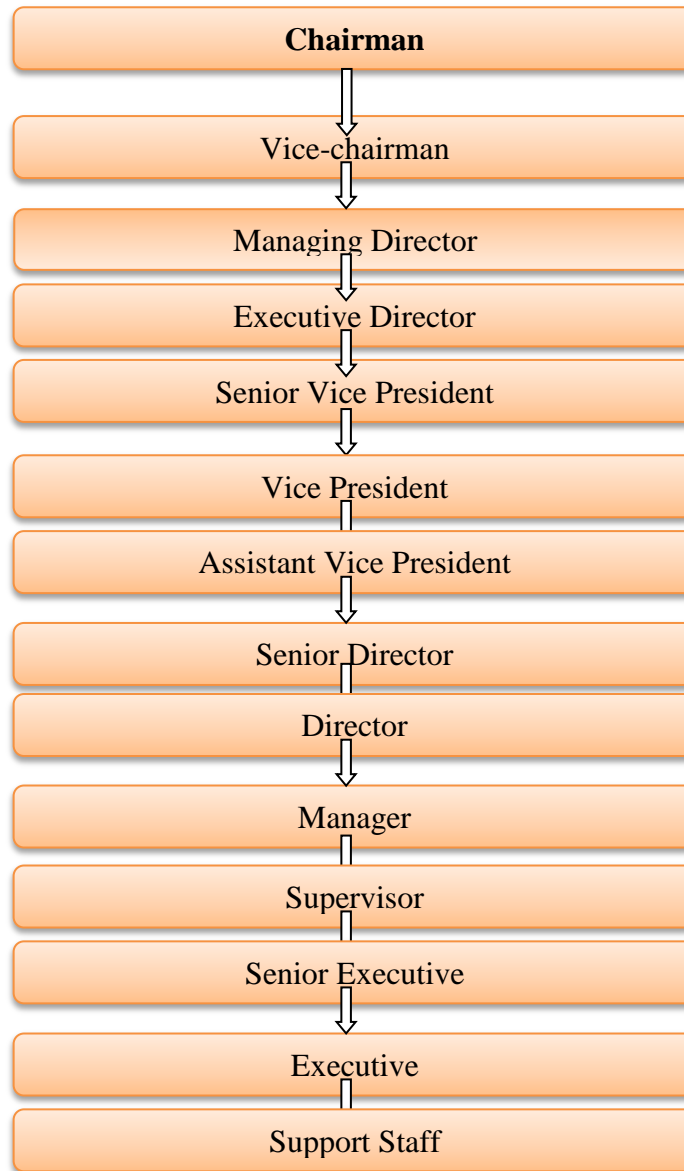 Chairman
Vice-chairman
Managing Director
Executive Director
Senior Vice President
Vice President
Assistant Vice President
Senior Director
Director
Manager
Supervisor
Senior Executive
Executive
Support Staff